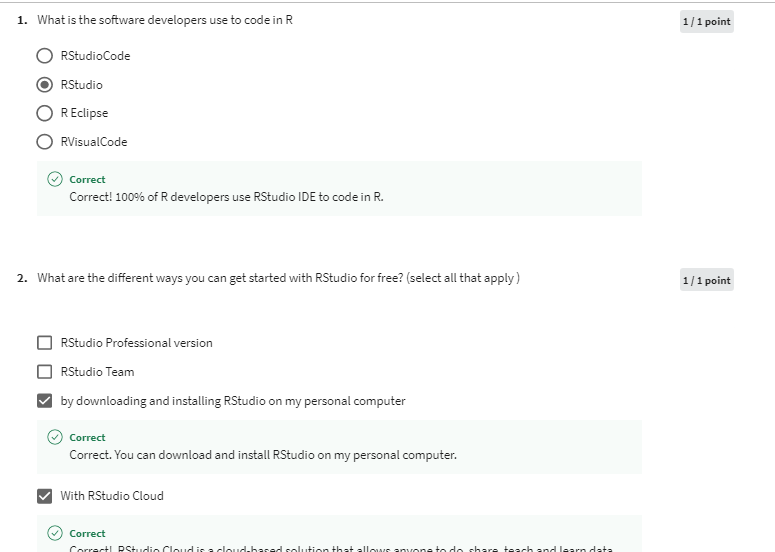 1. What is the software developers use to code in R
1 / 1 point
RStudioCode
RStudio
R Eclipse
RVisualCode
Correct
Correct! 100% of R developers use RStudio IDE to code in R.
2. What are the different ways you can get started with RStudio for free? (select all that apply)
1 / 1 point
RStudio Professional version
RStudio Team
by downloading and installing RStudio on my personal computer
Correct
Correct. You can download and install RStudio on my personal computer.
With RStudio Cloud
Correct
Correct! RStudio Cloud is a cloud-based solution that allows anyone to do, share, teach and learn data